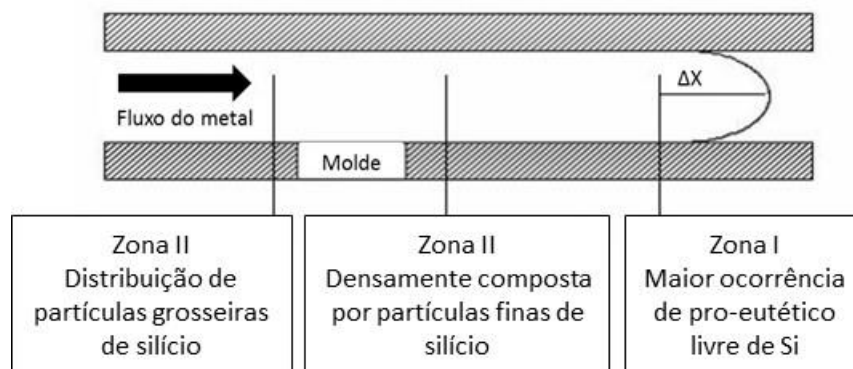 ΔX
Fluxo do metal
Molde
Zona II
Distribuição de
partículas grosseiras
de silício
Zona II
Densamente composta
por partículas finas de
silício
Zona I
Maior ocorrência
de pro-eutético
livre de Si